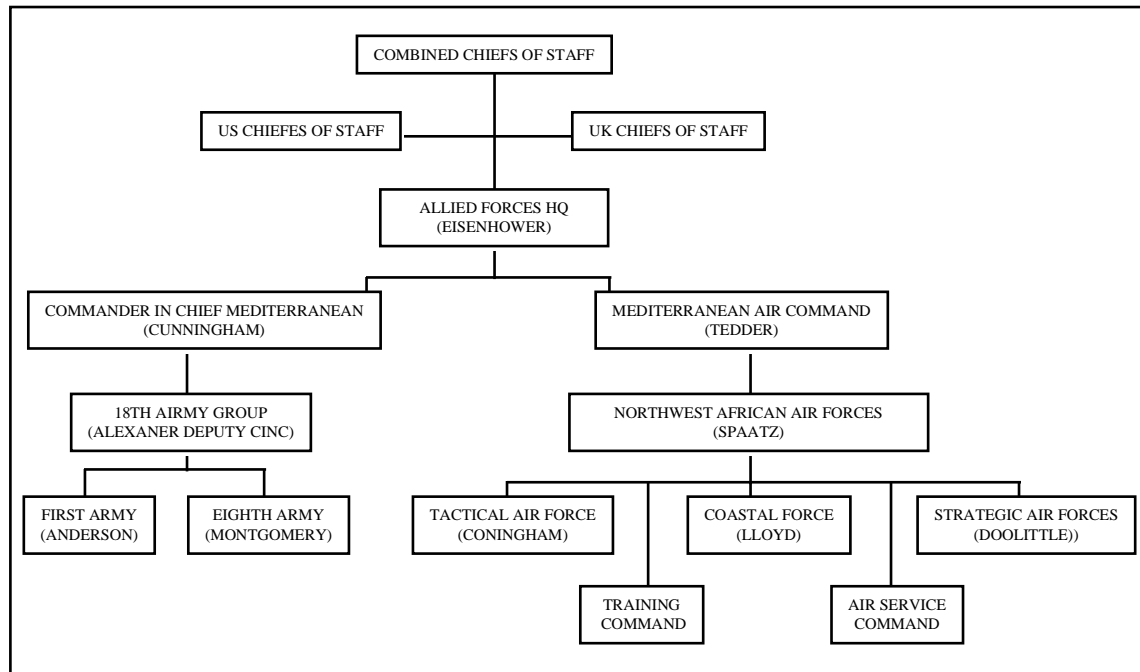 COMBINED CHIEFS OF STAFF
US CHIEFES OF STAFF
UK CHIEFS OF STAFF
ALLIED FORCES HQ
(EISENHOWER)
COMMANDER IN CHIEF MEDITERRANEAN
(CUNNINGHAM)
MEDITERRANEAN AIR COMMAND
(TEDDER)
18TH AIRMY GROUP
(ALEXANER DEPUTY CINC)
NORTHWEST AFRICAN AIR FORCES
(SPAATZ)
FIRST ARMY
(ANDERSON)
EIGHTH ARMY
(MONTGOMERY)
TACTICAL AIR FORCE
(CONINGHAM)
COASTAL FORCE
(LLOYD)
STRATEGIC AIR FORCES
(DOOLITTLE))
TRAINING
COMMAND
AIR SERVICE
COMMAND